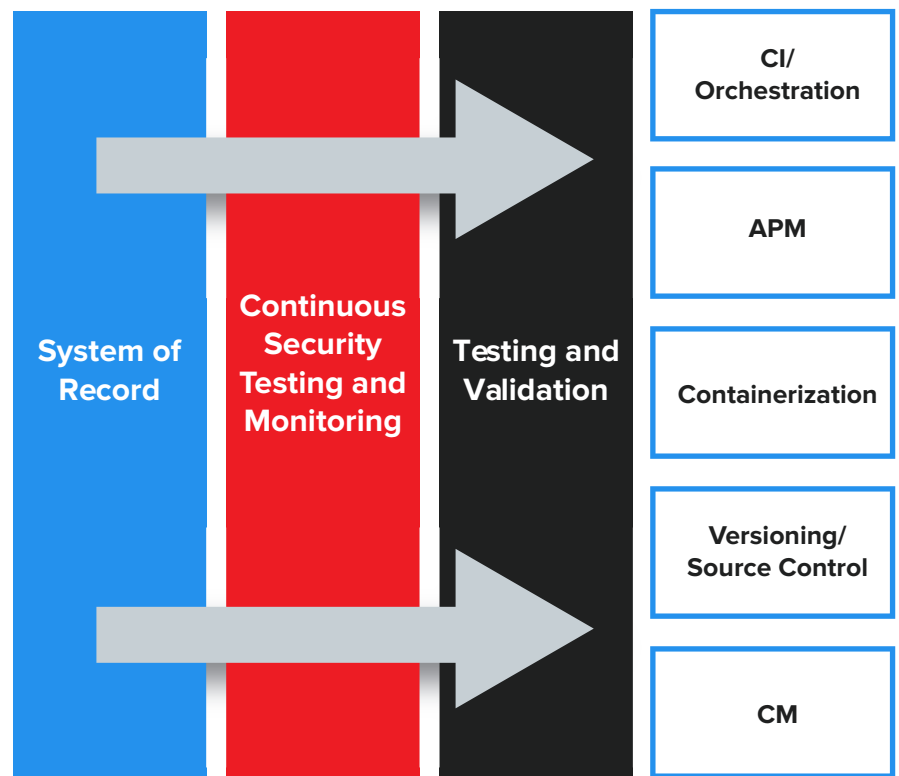 System of
Record
Continuous
Security
Testing and
Monitoring
Testing and
Validation
CI/
Orchestration
APM
Containerization
Versioning/
Source Control
CM